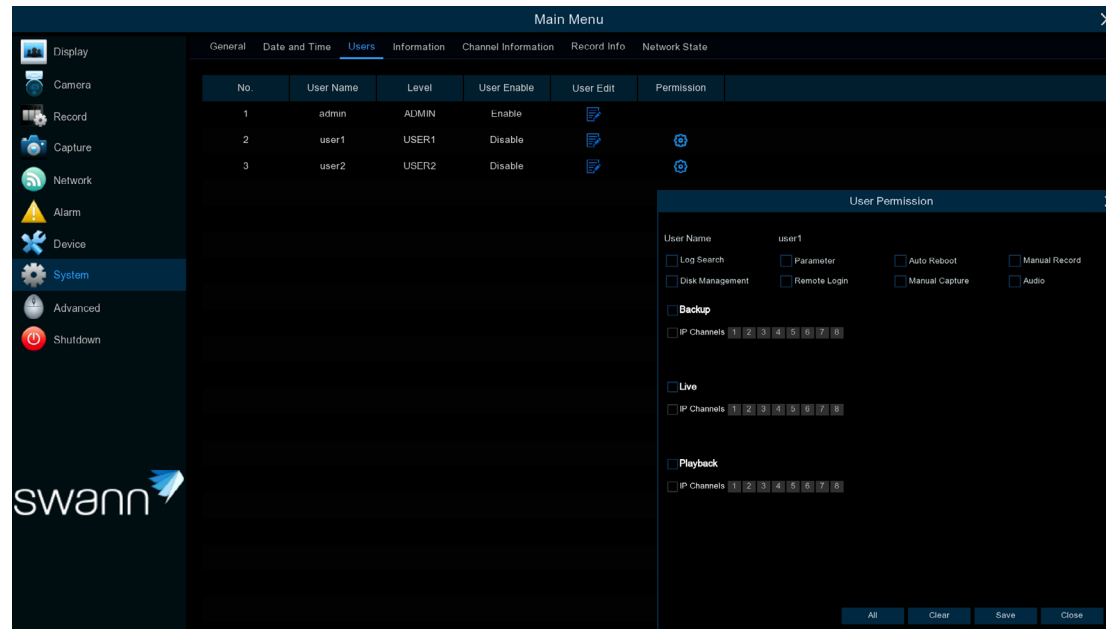 Main Menu X
Display
Camera
Record
Capture
Network
Alarm
Device
System
Advanced
Shutdown
swann
General Date and Time Users Information Channel Information Record Info Network State
No. User Name Level User Enable User Edit Permission
1 admin ADMIN Enable
2 user1 USER1 Disable
3 user2 USER2 Disable
User Permission
User Name user1
Log Search Parameter Auto Reboot Manual Record
Disk Management Remote Login Manual Capture Audio
Backup
IP Channels 1 2 3 4 5 6 7 8
Live
IP Channels 1 2 3 4 5 6 7 8
Playback
IP Channels 1 2 3 4 5 6 7 8
All Clear Save Close